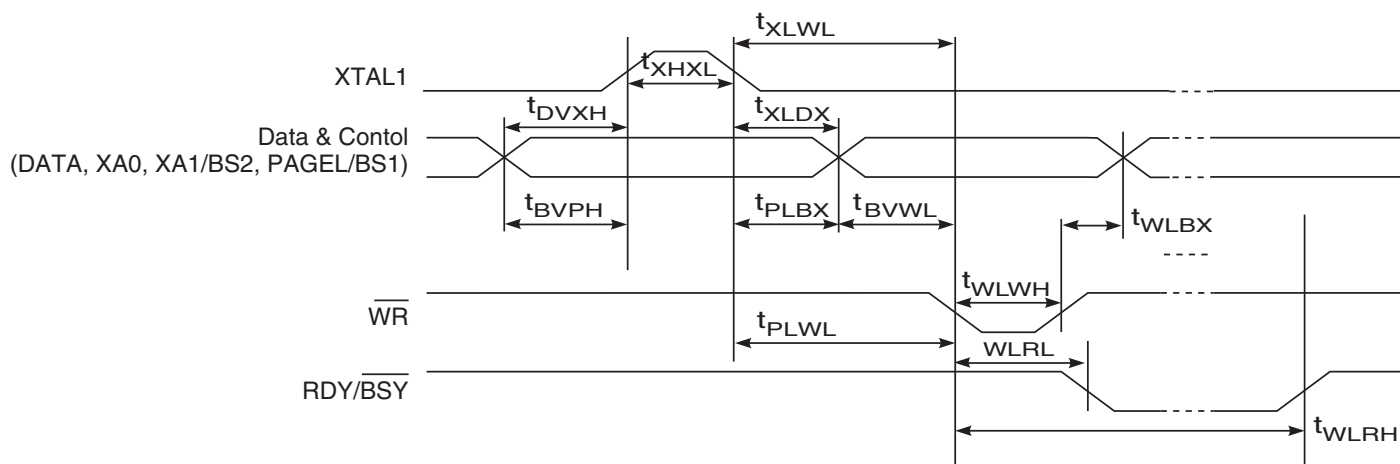 tXLWL
XTAL1
tXHXL
tDVXH
tXLDX
Data & Contol
(DATA, XA0, XA1/BS2, PAGEL/BS1)
tBVPH
tPLBX
tBVWL
tWLBX
WR
tWLWH
tPLWL
WLRL
RDY/BSY
tWLRH